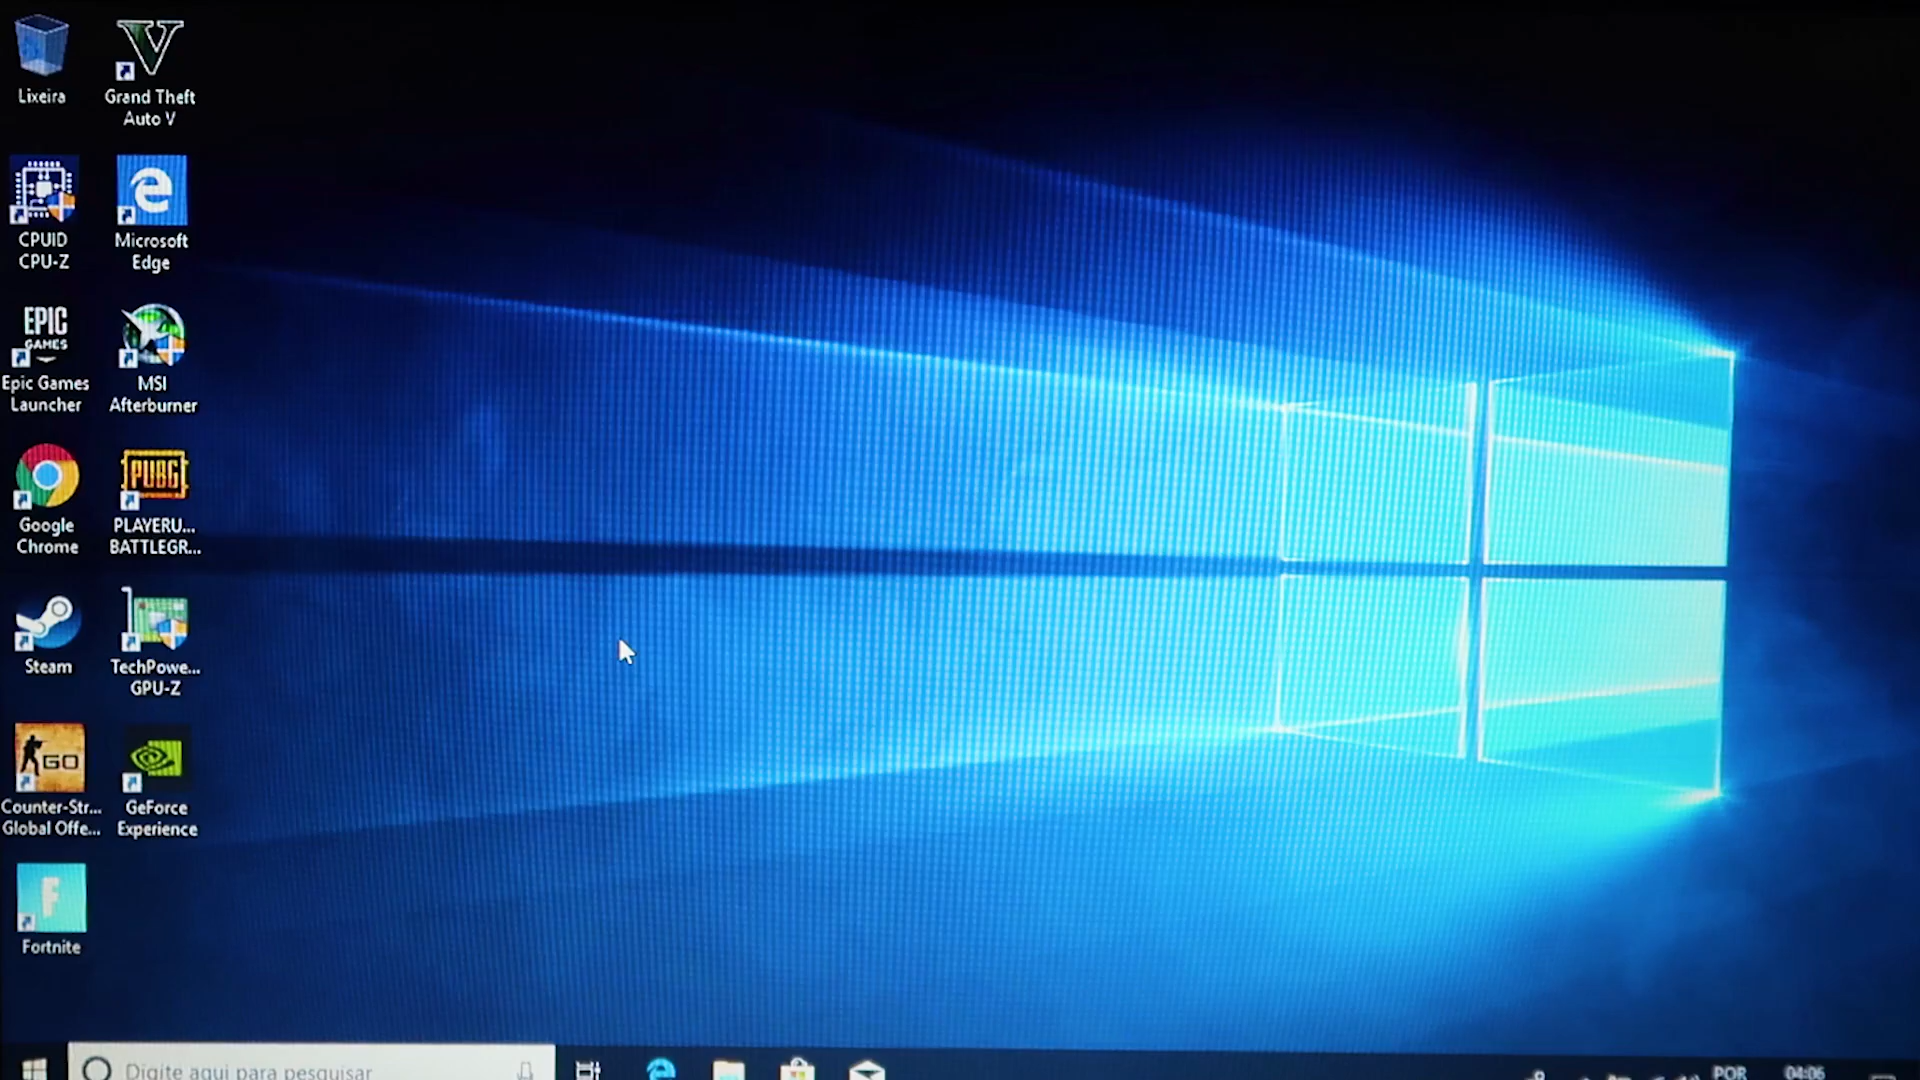 Lixeira
Grand Theft
Auto V
CPUID
CPU-Z
Microsoft
Edge
EPIC
GAMES
Epic Games
Launcher
MSI
Afterburner
Google
Chrome
PUBG
PLAYERU...
BATTLEGR...
Steam
TechPowe...
GPU-Z
GO
Counter-Str...
Global Offe...
GeForce
Experience
F
Fortnite
Digite aqui para pesquisar
POR
04:06